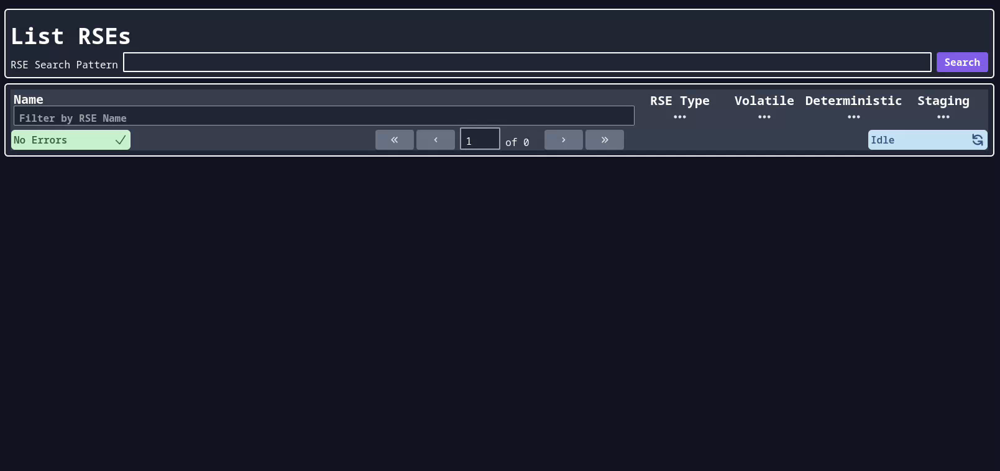 List RSEs
RSE Search Pattern
Search
Name
RSE Type
Volatile
Deterministic
Staging
Filter by RSE Name
•••
•••
•••
•••
No Errors
«
‹
1
of 0
›
»
Idle